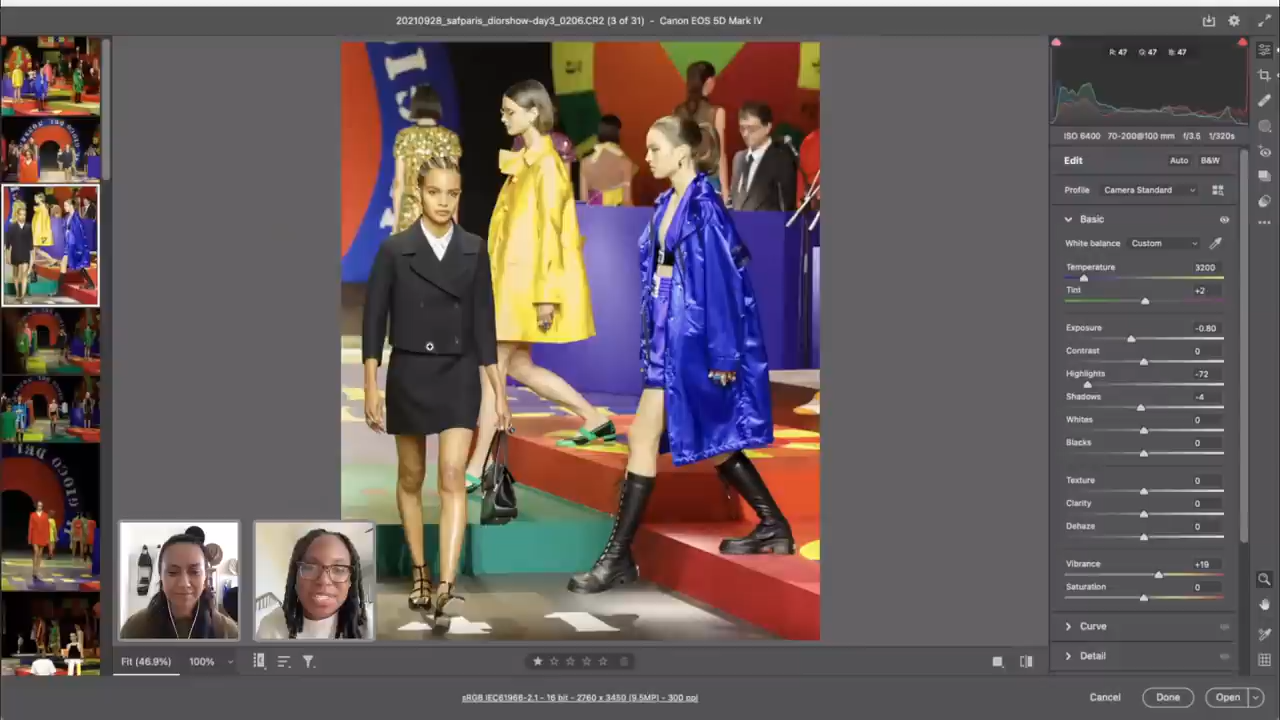 20210928_safparis_diorshow-day3_0206.CR2 (3 of 31) - Canon EOS 5D Mark IV
R: 47 G: 47 B: 47
ISO 6400 70-200@100 mm f/3.5 1/320s
Edit Auto B&W
Profile Camera Standard
Basic
White balance Custom
Temperature 3200
Tint +2
Exposure -0.80
Contrast 0
Highlights -72
Shadows -4
Whites 0
Blacks 0
Texture 0
Clarity 0
Dehaze 0
Vibrance +19
Saturation 0
Curve
Detail
Fit (46.9%) 100%
sRGB IEC61966-2.1 - 16 bit - 2760 x 3450 (9.5MP) - 300 ppi
Cancel Done Open